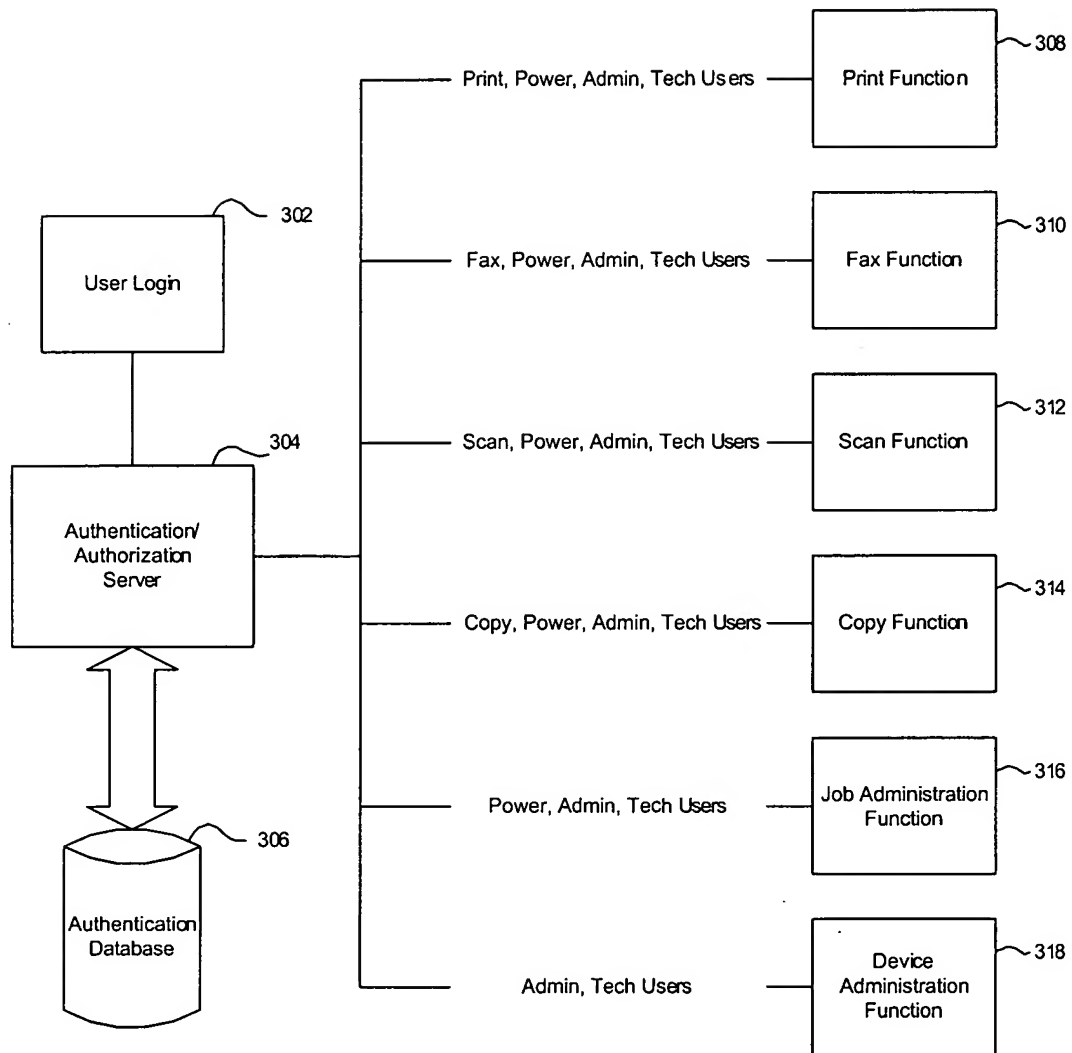 308
Print, Power, Admin, Tech Users
Print Function
302
310
User Login
Fax, Power, Admin, Tech Users
Fax Function
312
304
Scan, Power, Admin, Tech Users
Scan Function
Authentication/
Authorization
Server
314
Copy, Power, Admin, Tech Users
Copy Function
316
Power, Admin, Tech Users
Job Administration
Function
306
Authentication
Database
318
Admin, Tech Users
Device
Administration
Function